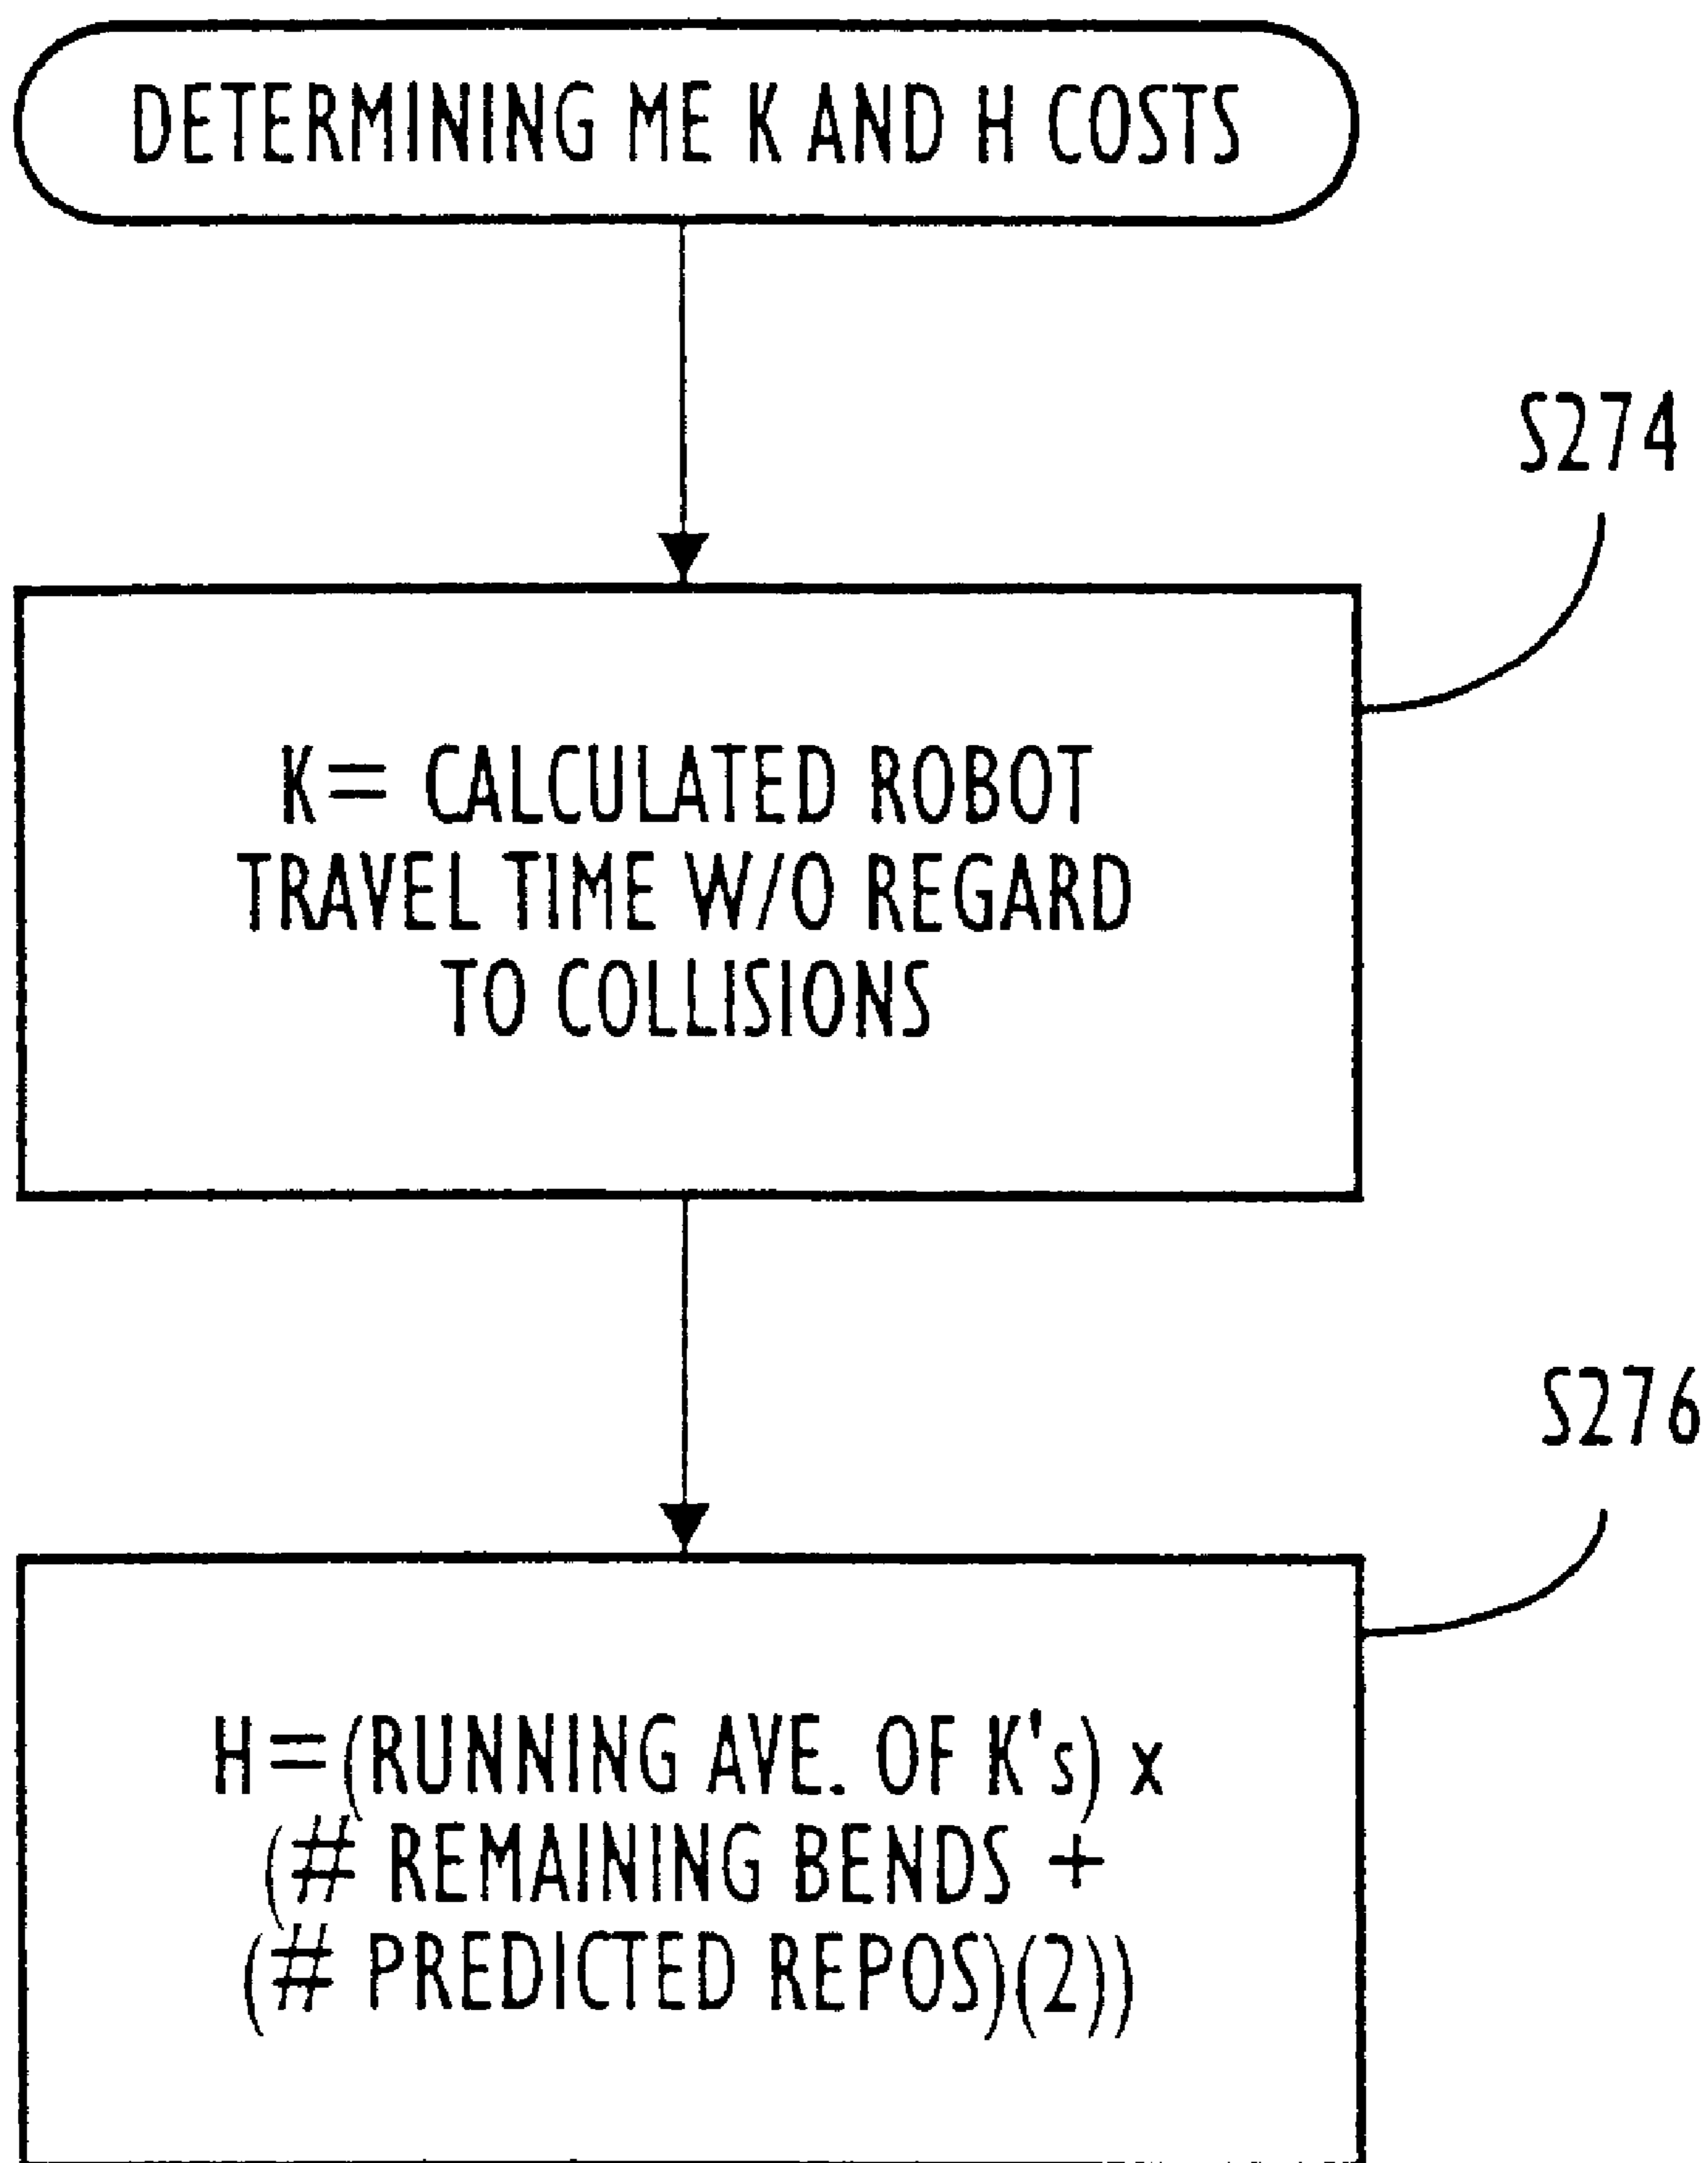 DETERMINING ME K AND H COSTS
S274
K= CALCULATED ROBOT
TRAVEL TIME W/O REGARD
TO COLLISIONS
S276
H=(RUNNING AVE. OF K's) x
(# REMAINING BENDS +
(# PREDICTED REPOS)(2))